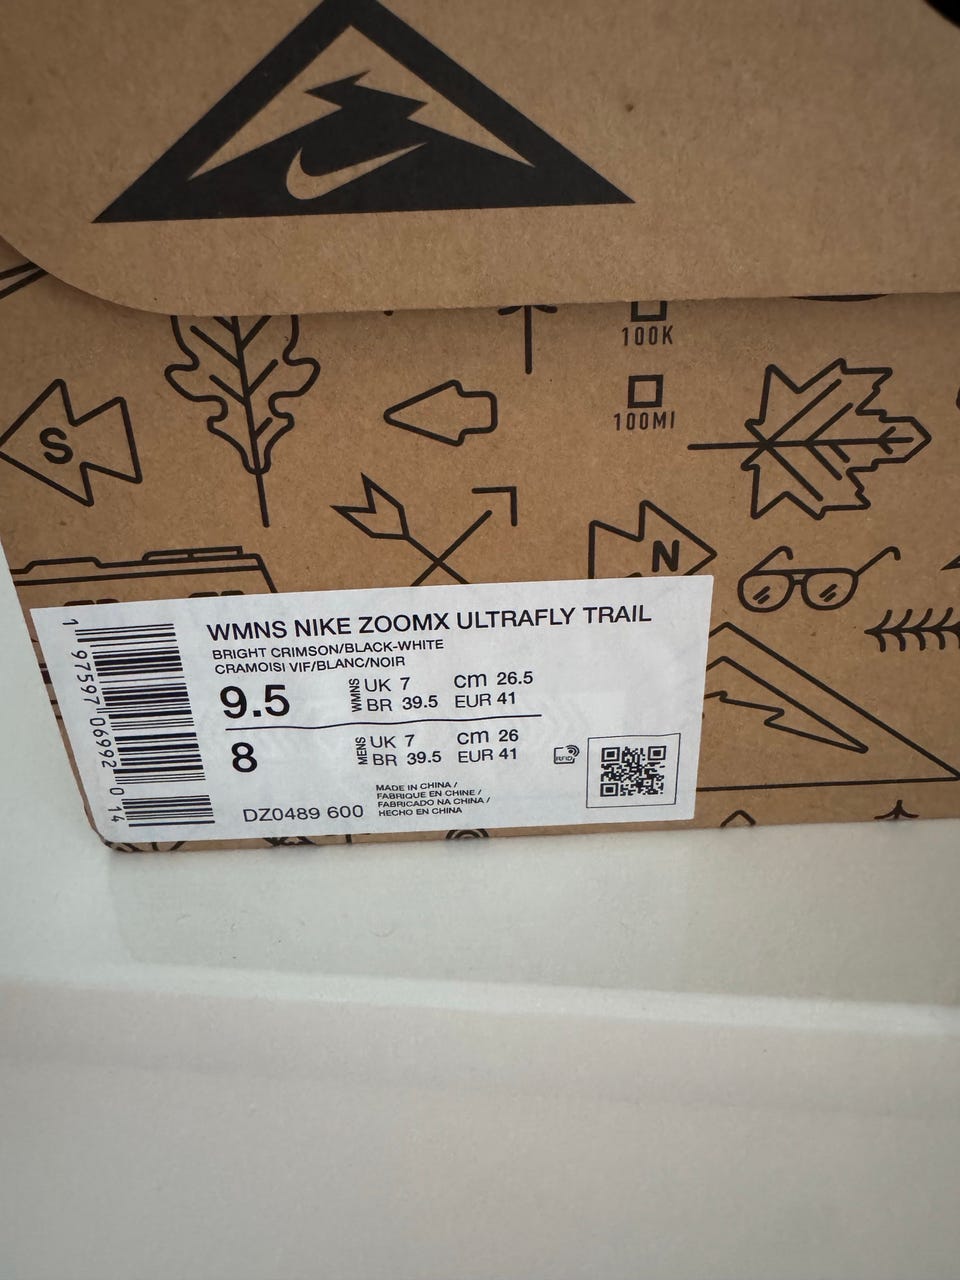 100K
100MI
S
N
WMNS NIKE ZOOMX ULTRAFLY TRAIL
BRIGHT CRIMSON/BLACK-WHITE
CRAMOISI VIF/BLANC/NOIR
9.5 WMNS UK 7 cm 26.5
BR 39.5 EUR 41
8 MENS UK 7 cm 26
BR 39.5 EUR 41
RFID
DZ0489 600
MADE IN CHINA /
FABRIQUE EN CHINE /
FABRICADO NA CHINA /
HECHO EN CHINA
1 97597 06992 0 14